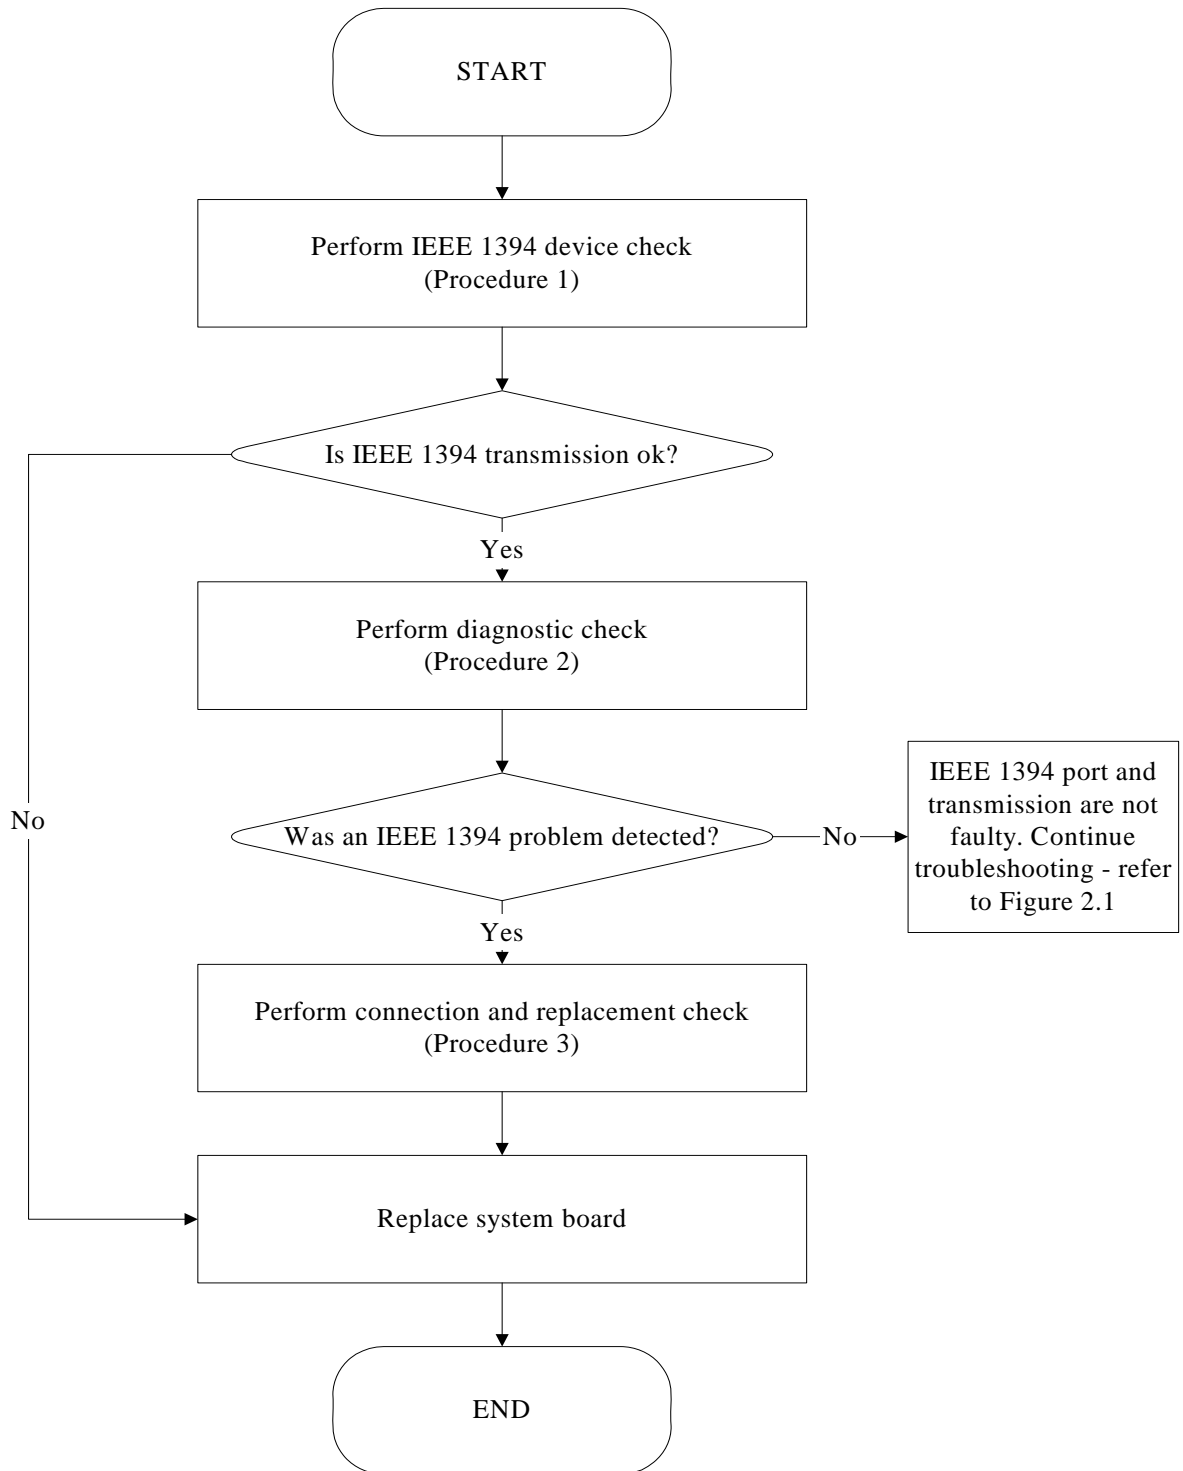 START
Perform IEEE 1394 device check
(Procedure 1)
Is IEEE 1394 transmission ok?
Yes
Perform diagnostic check
(Procedure 2)
No
Was an IEEE 1394 problem detected?
No
IEEE 1394 port and
transmission are not
faulty. Continue
troubleshooting - refer
to Figure 2.1
Yes
Perform connection and replacement check
(Procedure 3)
Replace system board
END